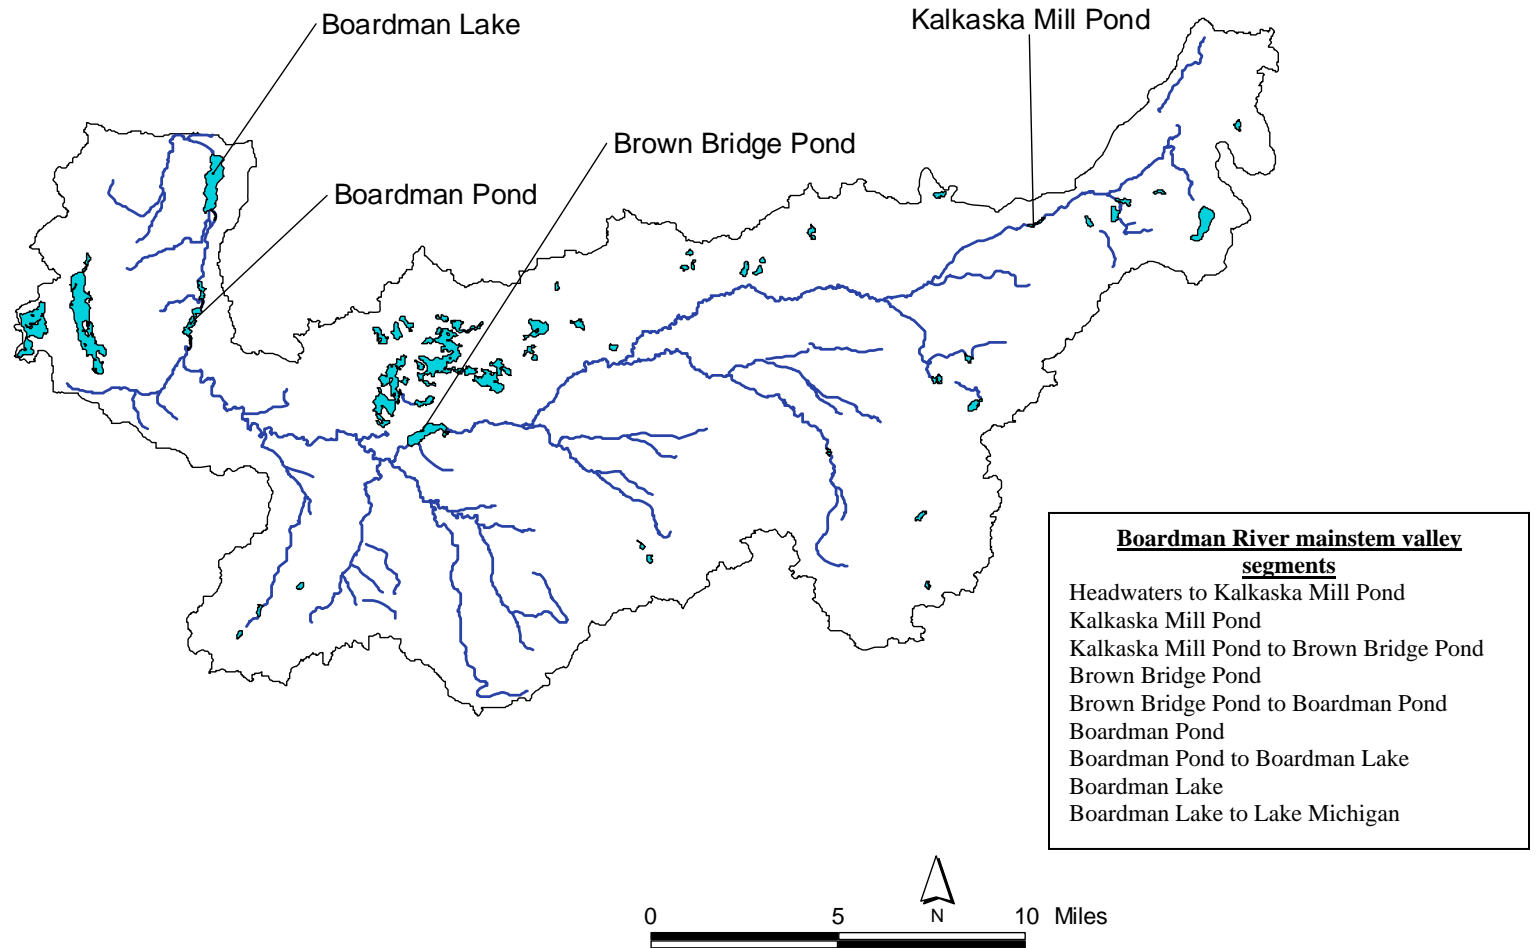 Boardman Lake
Kalkaska Mill Pond
Brown Bridge Pond
Boardman Pond
Boardman River mainstem valley
segments
Headwaters to Kalkaska Mill Pond
Kalkaska Mill Pond
Kalkaska Mill Pond to Brown Bridge Pond
Brown Bridge Pond
Brown Bridge Pond to Boardman Pond
Boardman Pond
Boardman Pond to Boardman Lake
Boardman Lake
Boardman Lake to Lake Michigan
N
0 5 10 Miles